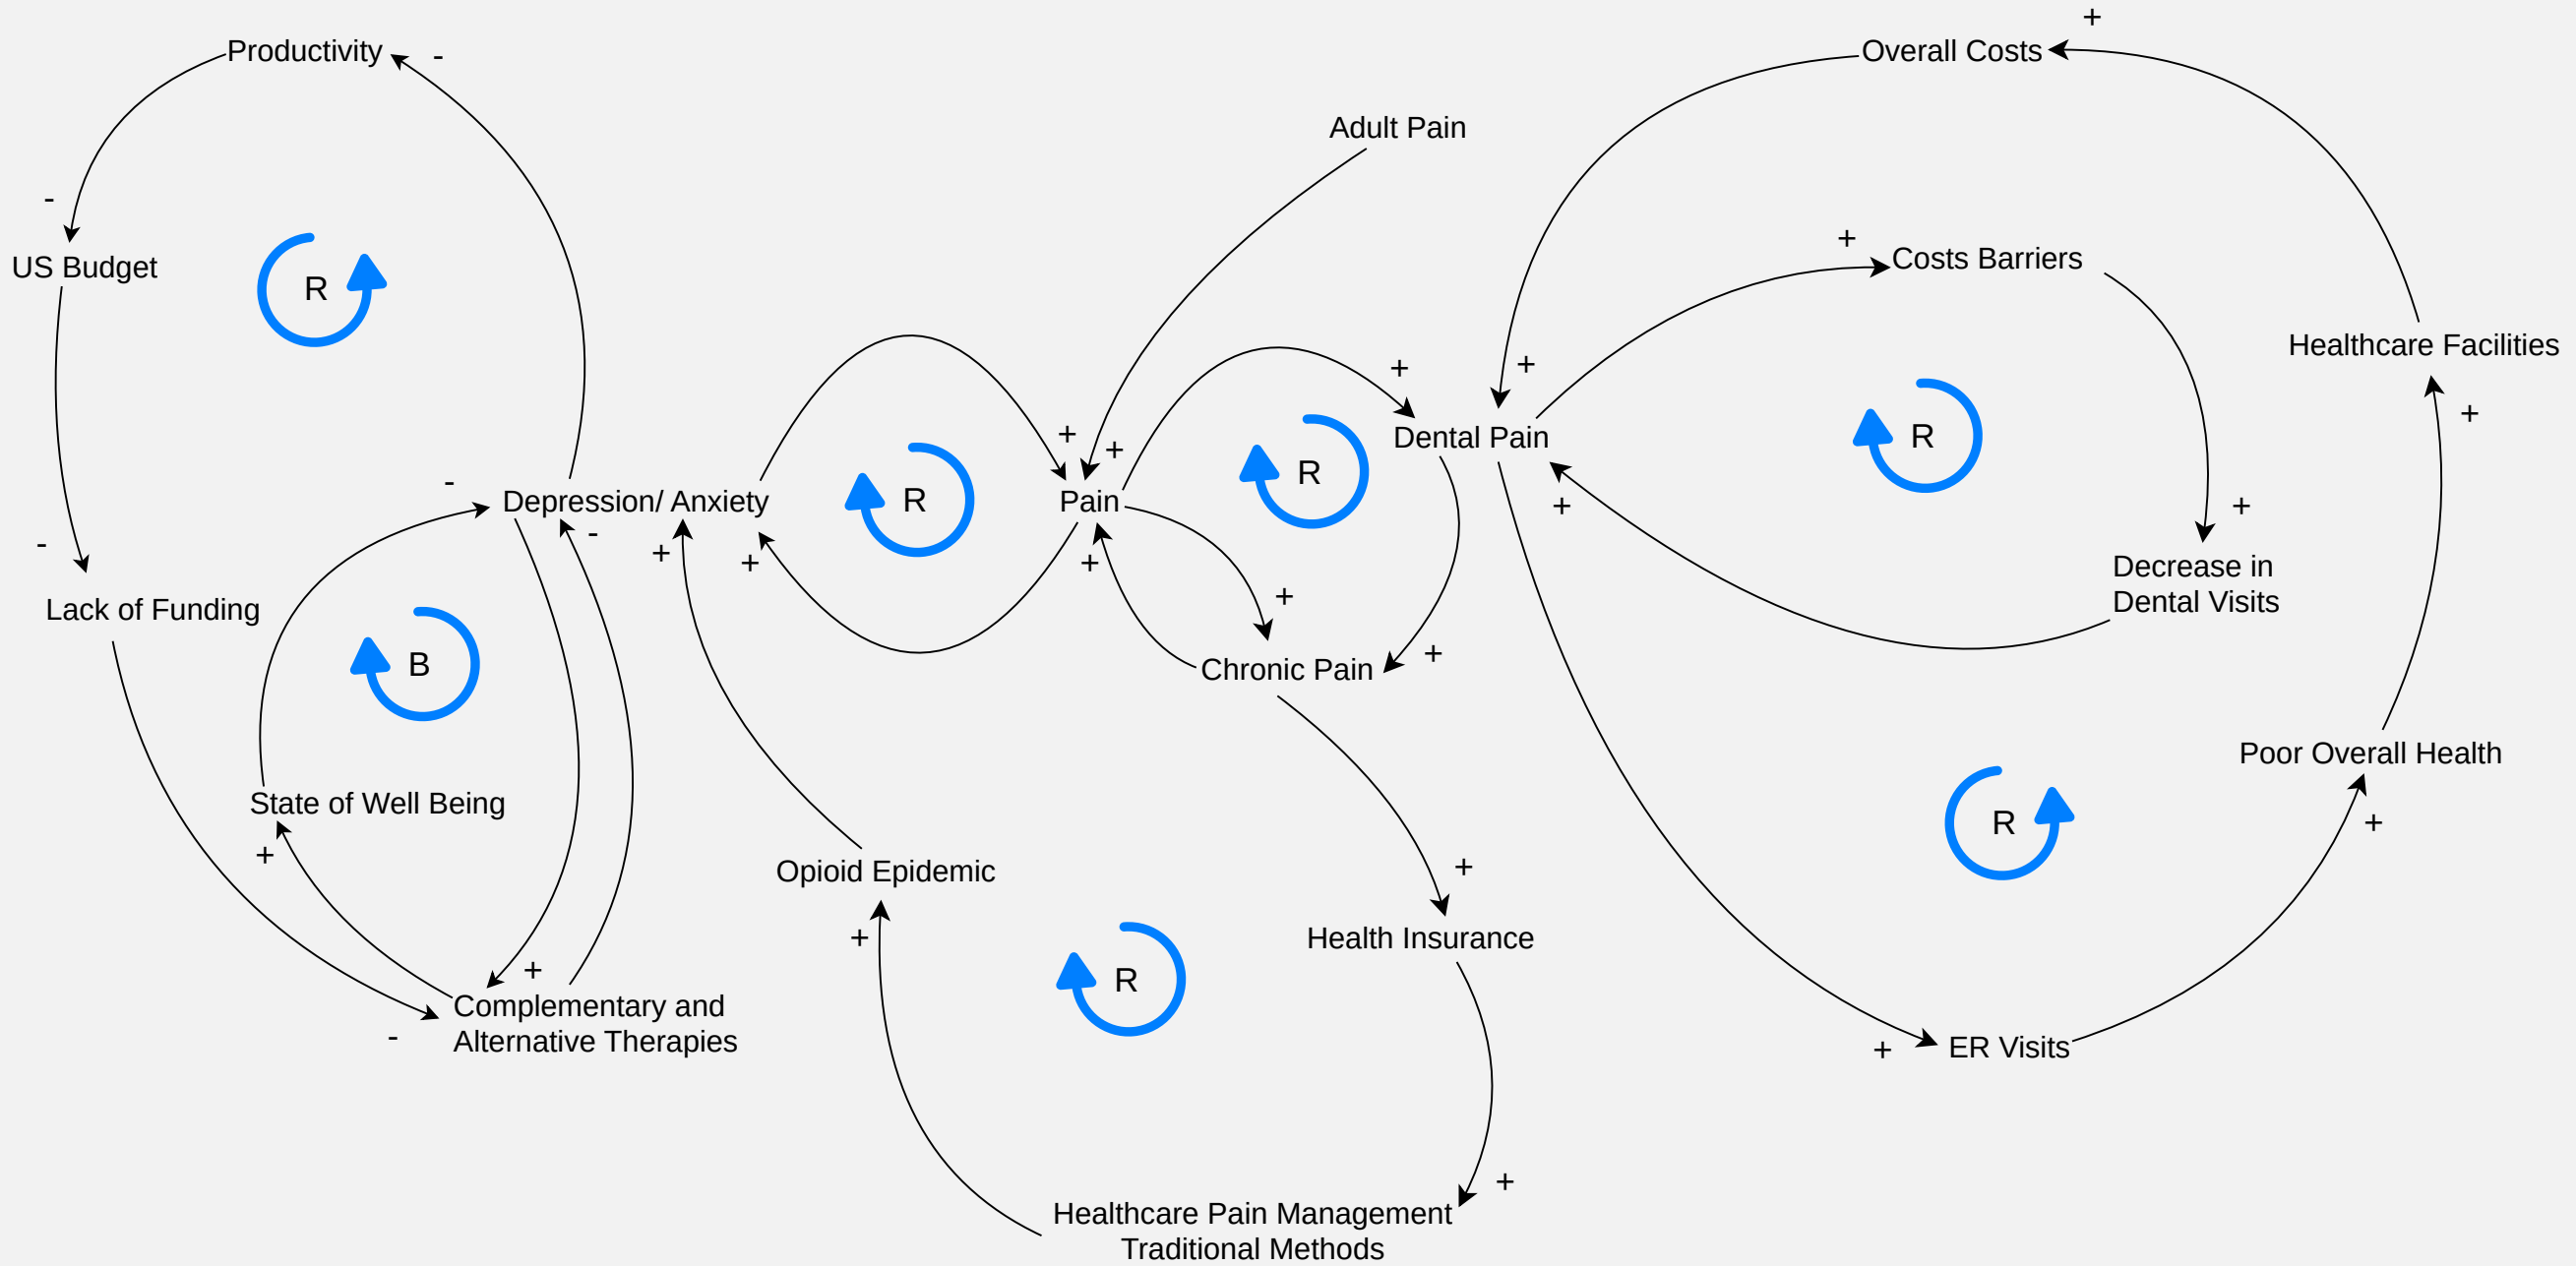 +
Productivity
-
Overall Costs
Adult Pain
-
+
Costs Barriers
US Budget
R
Healthcare Facilities
+
+
+
+
+
R
-
Depression/ Anxiety
R
Pain
R
Dental Pain
+
+
-
-
+
+
+
Decrease in
Dental Visits
+
Lack of Funding
B
Chronic Pain
+
Poor Overall Health
State of Well Being
+
R
+
Opioid Epidemic
+
+
Health Insurance
+
R
Complementary and
Alternative Therapies
-
+
ER Visits
+
Healthcare Pain Management
Traditional Methods